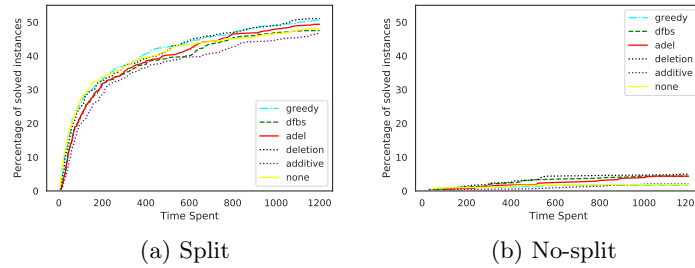 Percentage of solved instances
50
40
30
20
10
0
0 200 400 600 800 1000 1200
Time Spent
greedy
dfbs
adel
deletion
additive
none
(a) Split
Percentage of solved instances
50
40
30
20
10
0
0 200 400 600 800 1000 1200
Time Spent
greedy
dfbs
adel
deletion
additive
none
(b) No-split